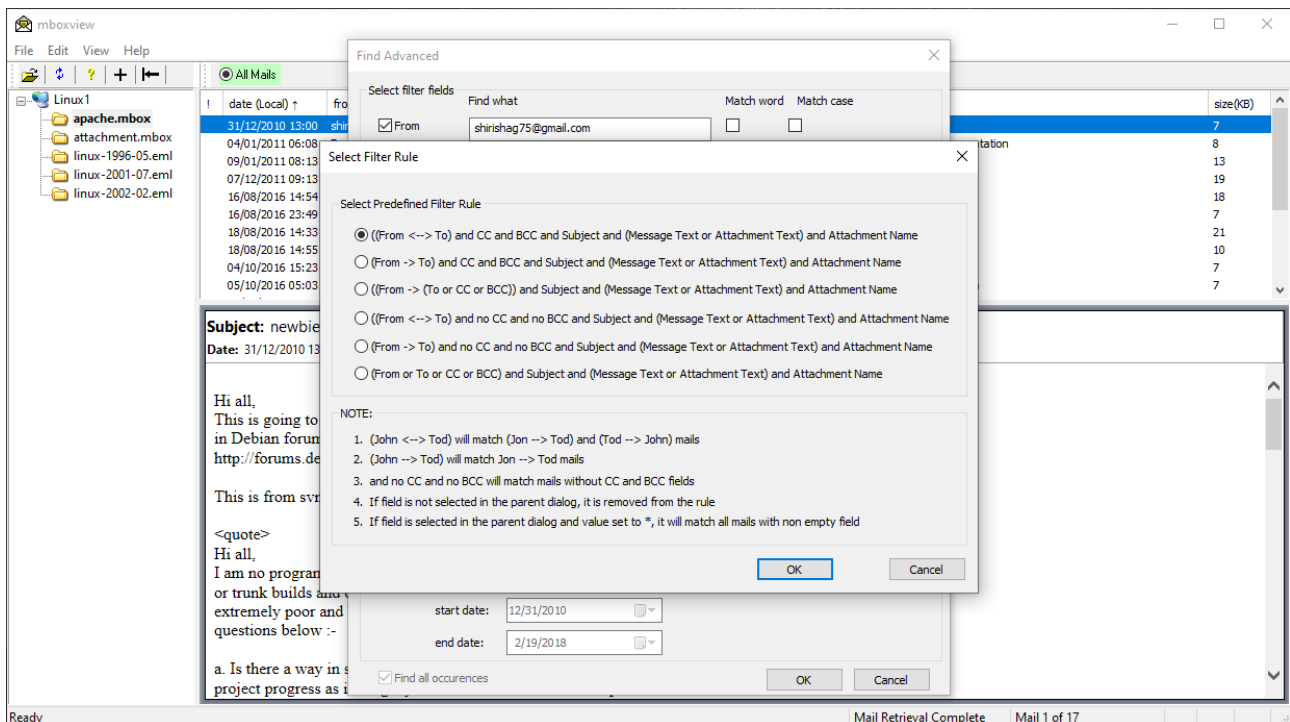 mboxview
File Edit View Help
All Mails
Linux1
apache.mbox
attachment.mbox
linux-1996-05.eml
linux-2001-07.eml
linux-2002-02.eml
! date (Local) ↑ size(KB)
31/12/2010 13:00 7
04/01/2011 06:08 8
09/01/2011 08:13 13
07/12/2011 09:13 19
16/08/2016 14:54 18
16/08/2016 23:49 7
18/08/2016 14:33 21
18/08/2016 14:55 10
04/10/2016 15:23 7
05/10/2016 05:03 7
Find Advanced
Select filter fields
Find what Match word Match case
From shirishag75@gmail.com
Select Filter Rule
Select Predefined Filter Rule
((From <--> To) and CC and BCC and Subject and (Message Text or Attachment Text) and Attachment Name
(From -> To) and CC and BCC and Subject and (Message Text or Attachment Text) and Attachment Name
((From -> (To or CC or BCC)) and Subject and (Message Text or Attachment Text) and Attachment Name
((From <--> To) and no CC and no BCC and Subject and (Message Text or Attachment Text) and Attachment Name
(From -> To) and no CC and no BCC and Subject and (Message Text or Attachment Text) and Attachment Name
(From or To or CC or BCC) and Subject and (Message Text or Attachment Text) and Attachment Name
NOTE:
1. (John <--> Tod) will match (Jon --> Tod) and (Tod --> John) mails
2. (John --> Tod) will match Jon --> Tod mails
3. and no CC and no BCC will match mails without CC and BCC fields
4. If field is not selected in the parent dialog, it is removed from the rule
5. If field is selected in the parent dialog and value set to *, it will match all mails with non empty field
OK Cancel
start date: 12/31/2010
end date: 2/19/2018
Find all occurences
OK Cancel
Subject: newbie
Date: 31/12/2010 13
Hi all,
This is going to
in Debian forum
http://forums.de
This is from svn
<quote>
Hi all,
I am no program
or trunk builds and
extremely poor and
questions below :-
a. Is there a way in s
project progress as i
Ready
Mail Retrieval Complete Mail 1 of 17